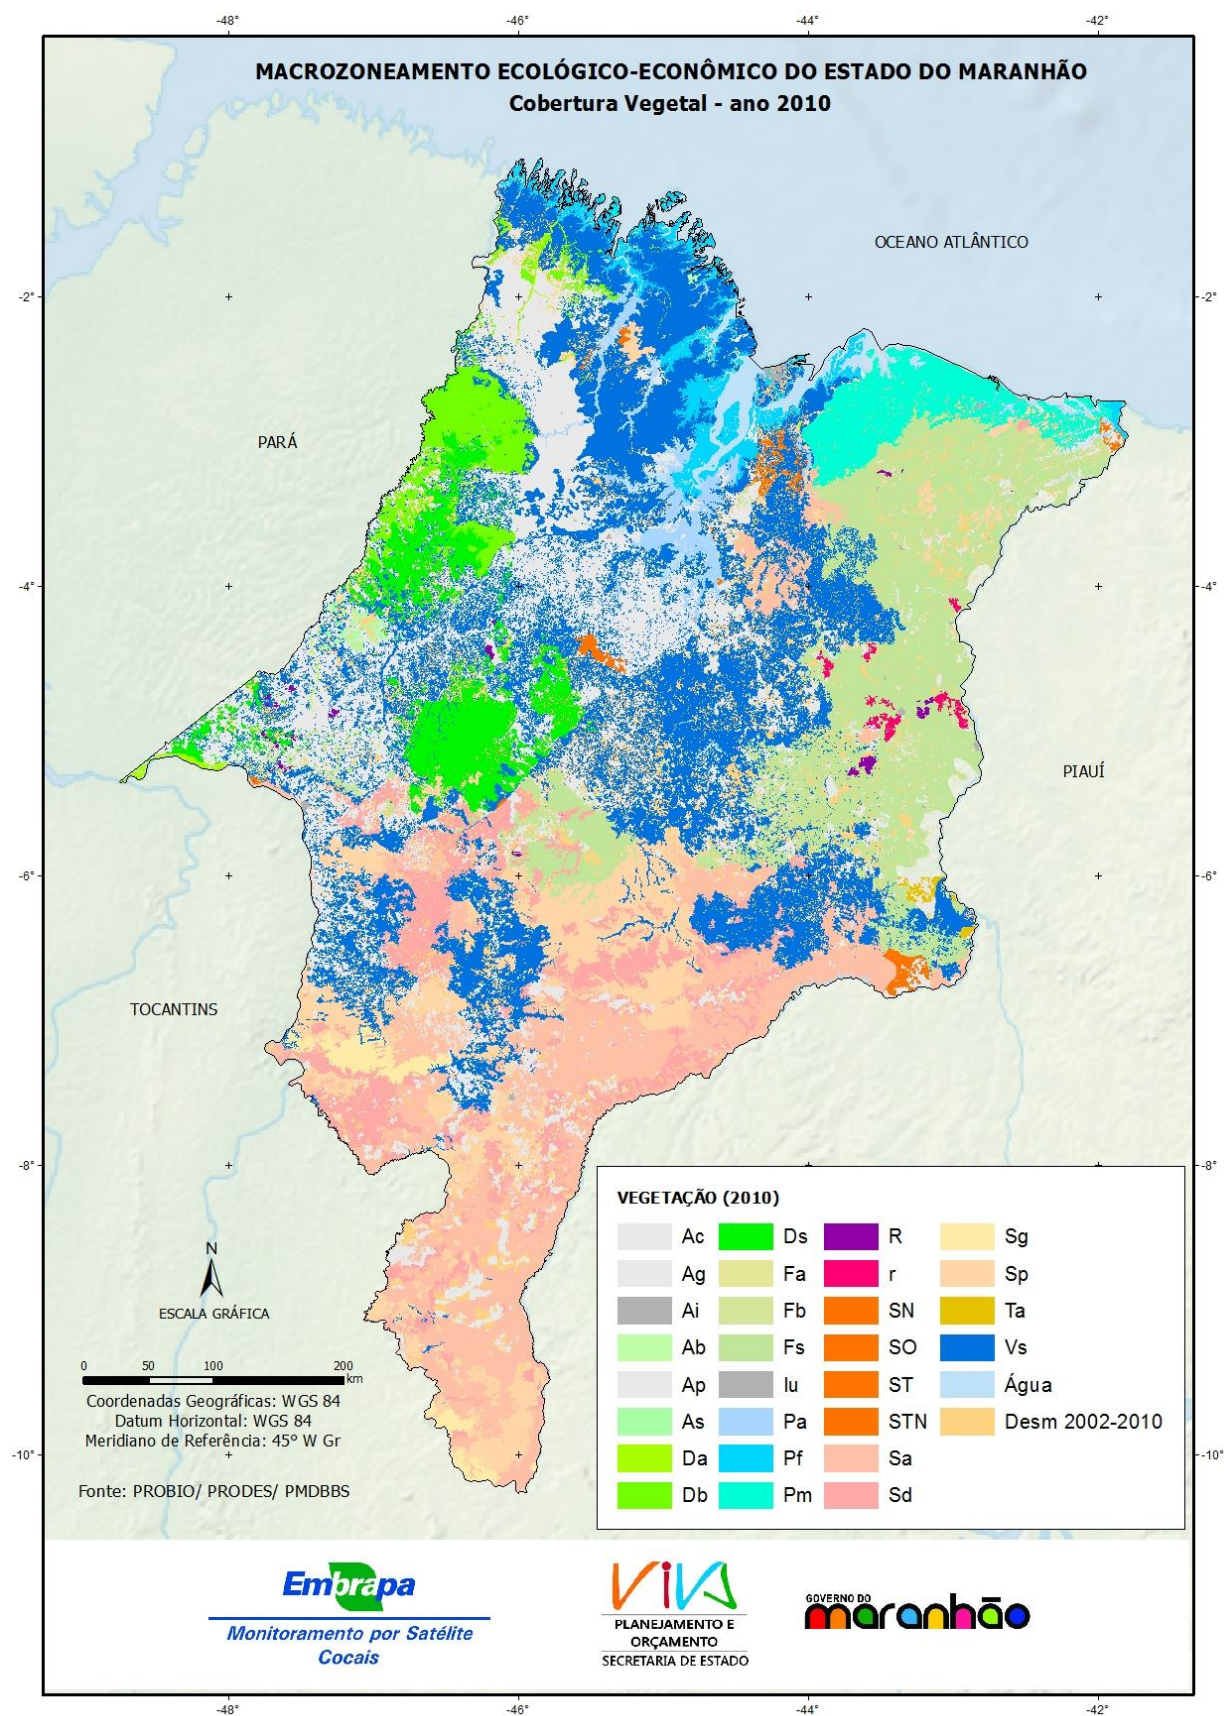 -48° -46° -44° -42°
MACROZONEAMENTO ECOLÓGICO-ECONÔMICO DO ESTADO DO MARANHÃO
Cobertura Vegetal - ano 2010
OCEANO ATLÂNTICO
-2° -2°
PARÁ
-4° -4°
PIAUÍ
-6° -6°
TOCANTINS
-8° -8°
VEGETAÇÃO (2010)
Ac Ds R Sg
Ag Fa r Sp
Ai Fb SN Ta
Ab Fs SO Vs
Ap Iu ST Água
As Pa STN Desm 2002-2010
Da Pf Sa
Db Pm Sd
N
ESCALA GRÁFICA
0 50 100 200
km
Coordenadas Geográficas: WGS 84
Datum Horizontal: WGS 84
Meridiano de Referência: 45° W Gr
-10° -10°
Fonte: PROBIO/ PRODES/ PMDBBS
Embrapa
Monitoramento por Satélite
Cocais
VIVA
PLANEJAMENTO E
ORÇAMENTO
SECRETARIA DE ESTADO
GOVERNO DO
maranhão
-48° -46° -44° -42°